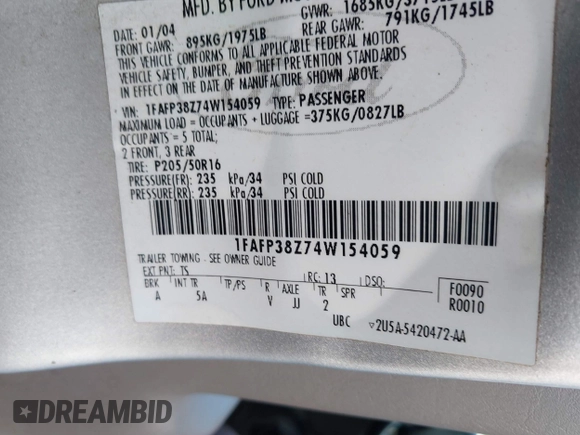 MFD. BY FORD
DATE: 01/04
GVWR: 1685KG/
FRONT GAWR: 895KG/1975LB
REAR GAWR: 791KG/1745LB
THIS VEHICLE CONFORMS TO ALL APPLICABLE FEDERAL MOTOR
VEHICLE SAFETY, BUMPER, AND THEFT PREVENTION STANDARDS
IN EFFECT ON THE DATE OF MANUFACTURE SHOWN ABOVE.
VIN: 1FAFP38Z74W154059
TYPE: PASSENGER
MAXIMUM LOAD = OCCUPANTS + LUGGAGE =375KG/0827LB
OCCUPANTS = 5 TOTAL;
2 FRONT, 3 REAR
TIRE: P205/50R16
PRESSURE(FR): 235 kPa/34 PSI COLD
PRESSURE(RR): 235 kPa/34 PSI COLD
1FAFP38Z74W154059
TRAILER TOWING - SEE OWNER GUIDE
EXT PNT: TS RC: 13 DSO:
BRK INT TR TP/PS R AXLE TR SPR
A 5A V JJ 2
F0090
R0010
UBC ▽2U5A-5420472-AA
DREAMBID